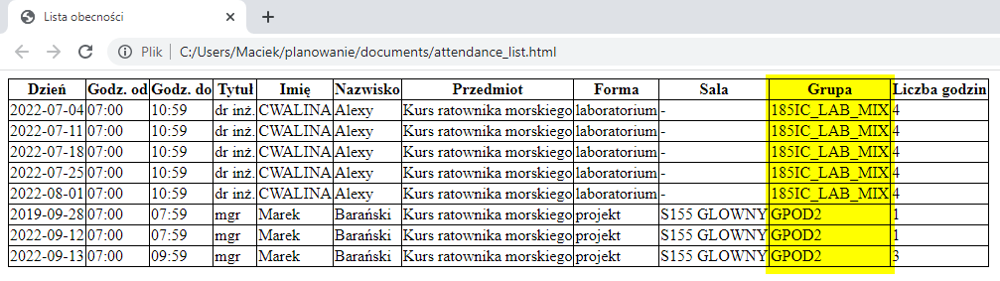 Lista obecności
Plik C:/Users/Maciek/planowanie/documents/attendance_list.html
Dzień Godz. od Godz. do Tytuł Imię Nazwisko Przedmiot Forma Sala Grupa Liczba godzin
2022-07-04 07:00 10:59 dr inż. CWALINA Alexy Kurs ratownika morskiego laboratorium - 185IC_LAB_MIX 4
2022-07-11 07:00 10:59 dr inż. CWALINA Alexy Kurs ratownika morskiego laboratorium - 185IC_LAB_MIX 4
2022-07-18 07:00 10:59 dr inż. CWALINA Alexy Kurs ratownika morskiego laboratorium - 185IC_LAB_MIX 4
2022-07-25 07:00 10:59 dr inż. CWALINA Alexy Kurs ratownika morskiego laboratorium - 185IC_LAB_MIX 4
2022-08-01 07:00 10:59 dr inż. CWALINA Alexy Kurs ratownika morskiego laboratorium - 185IC_LAB_MIX 4
2019-09-28 07:00 07:59 mgr Marek Barański Kurs ratownika morskiego projekt S155 GLOWNY GPOD2 1
2022-09-12 07:00 07:59 mgr Marek Barański Kurs ratownika morskiego projekt S155 GLOWNY GPOD2 1
2022-09-13 07:00 09:59 mgr Marek Barański Kurs ratownika morskiego projekt S155 GLOWNY GPOD2 3